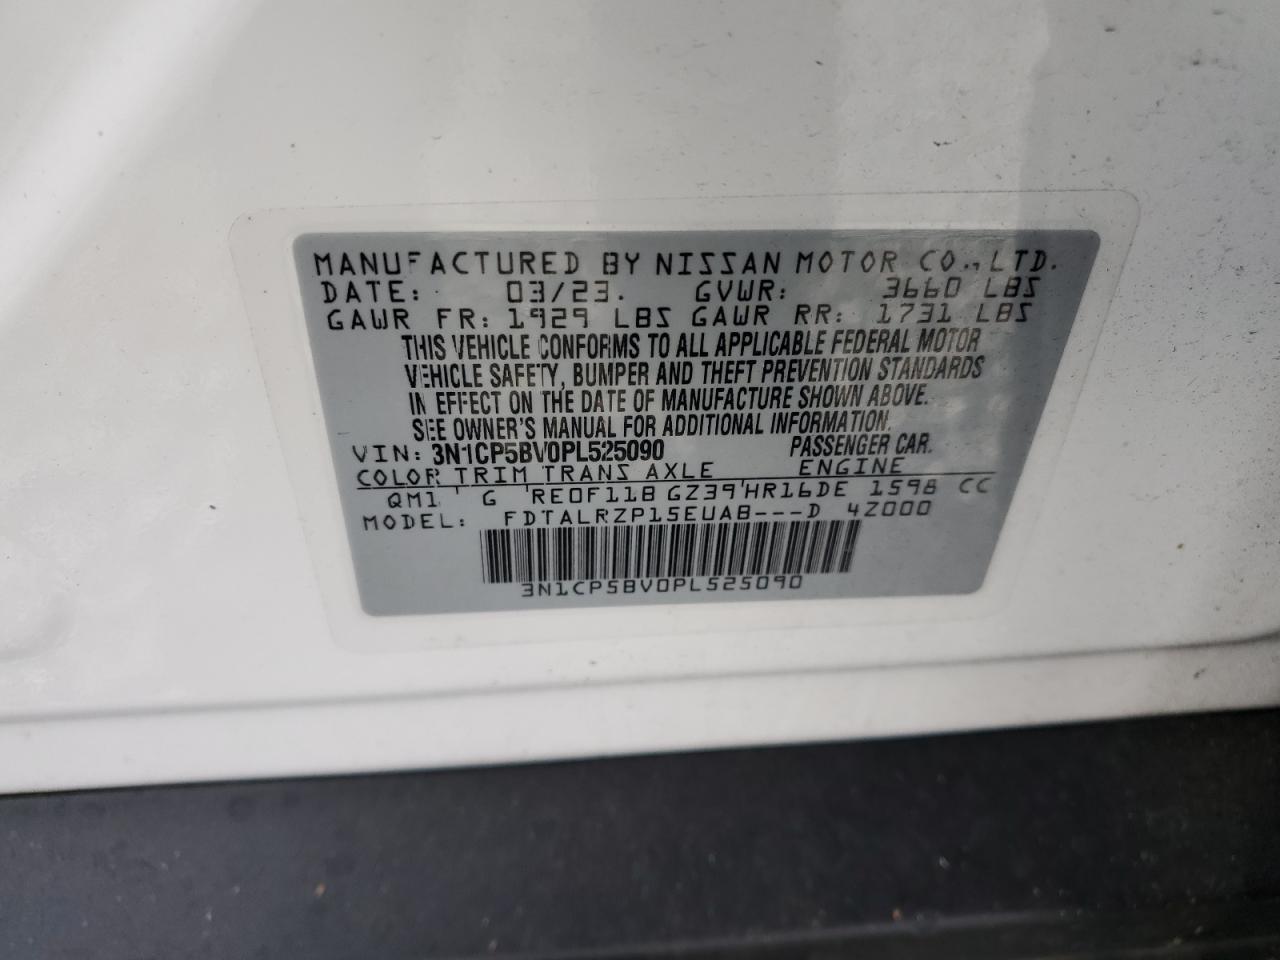 MANUFACTURED BY NISSAN MOTOR CO., LTD.
DATE: 03/23. GVWR: 3660 LBS
GAWR FR: 1929 LBS GAWR RR: 1731 LBS
THIS VEHICLE CONFORMS TO ALL APPLICABLE FEDERAL MOTOR
VEHICLE SAFETY, BUMPER AND THEFT PREVENTION STANDARDS
IN EFFECT ON THE DATE OF MANUFACTURE SHOWN ABOVE.
SEE OWNER'S MANUAL FOR ADDITIONAL INFORMATION.
VIN: 3N1CP5BV0PL525090 PASSENGER CAR.
COLOR TRIM TRANS AXLE ENGINE
QM1 G RE0F11B GZ39 HR16DE 1598 CC
MODEL: FDTALRZP15EUAB---D 4Z000
3N1CP5BV0PL525090